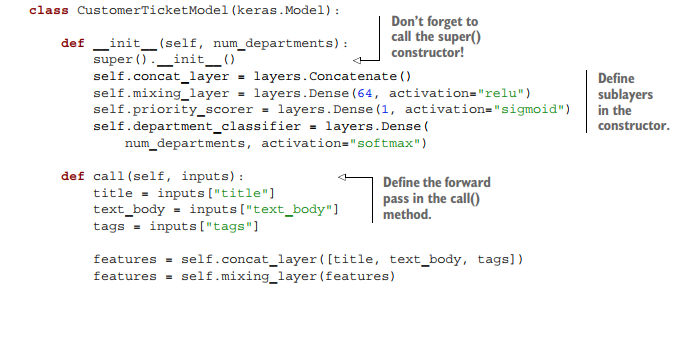 class CustomerTicketModel(keras.Model):
Don't forget to
call the super()
constructor!
def __init__(self, num_departments):
super().__init__()
self.concat_layer = layers.Concatenate()
self.mixing_layer = layers.Dense(64, activation="relu")
self.priority_scorer = layers.Dense(1, activation="sigmoid")
self.department_classifier = layers.Dense(
num_departments, activation="softmax")
Define
sublayers
in the
constructor.
def call(self, inputs):
title = inputs["title"]
text_body = inputs["text_body"]
tags = inputs["tags"]
Define the forward
pass in the call()
method.
features = self.concat_layer([title, text_body, tags])
features = self.mixing_layer(features)